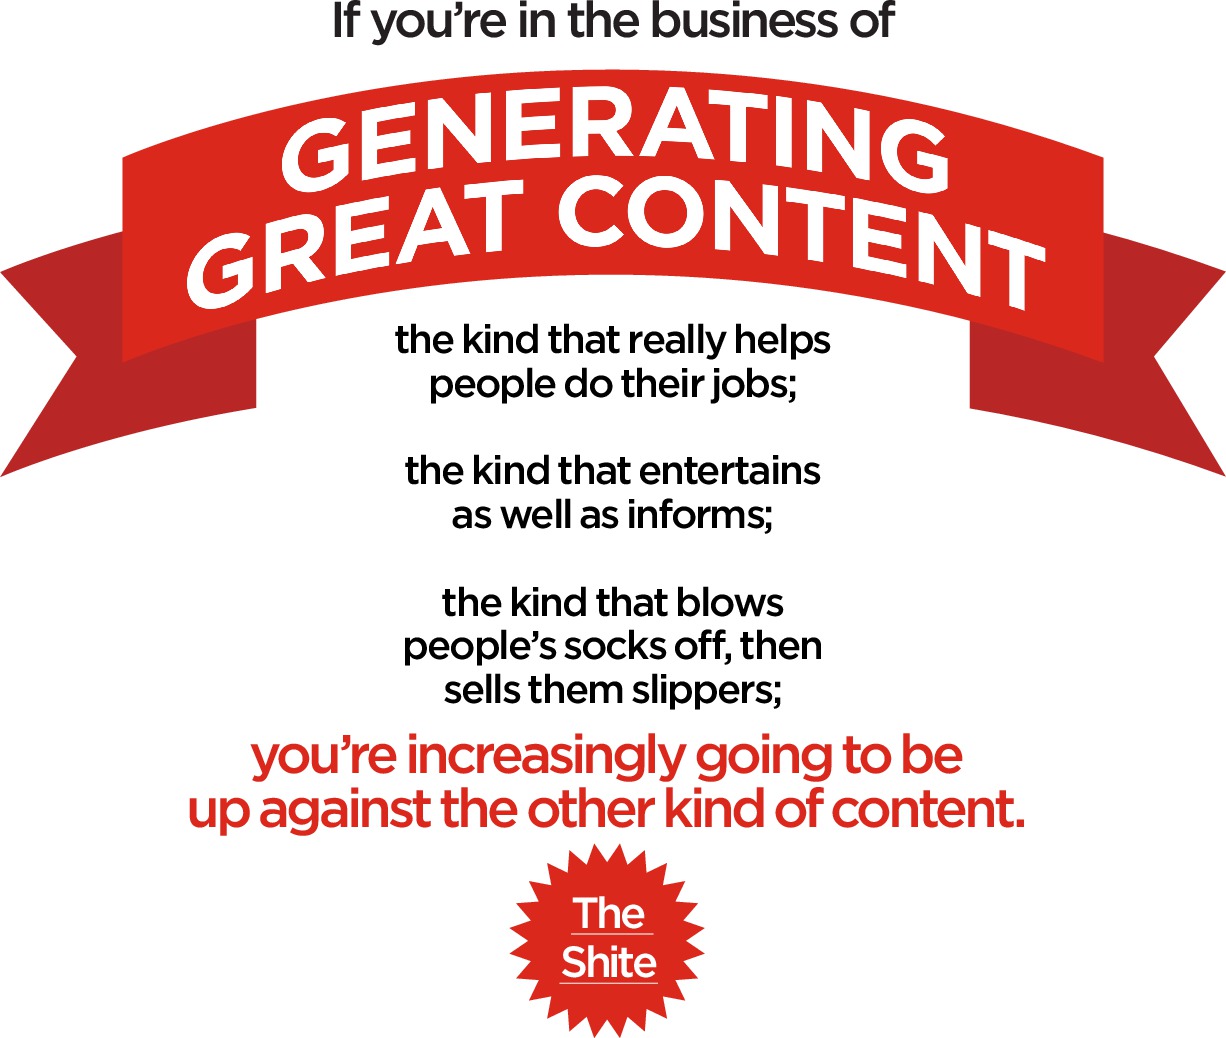 If you’re in the business of
GENERATING
GREAT CONTENT
the kind that really helps
people do their jobs;
the kind that entertains
as well as informs;
the kind that blows
people’s socks off, then
sells them slippers;
you’re increasingly going to be
up against the other kind of content.
The
Shite